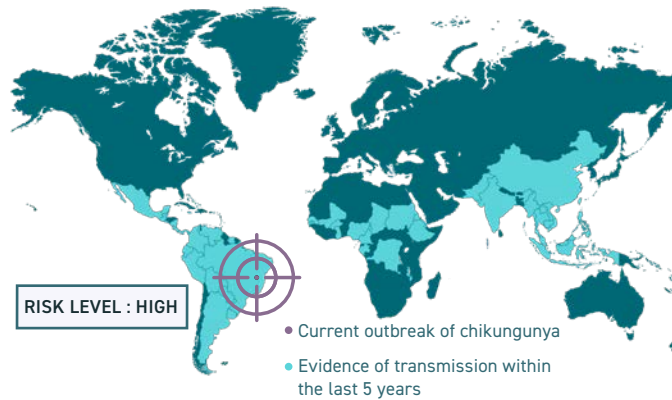 RISK LEVEL : HIGH
Current outbreak of chikungunya
Evidence of transmission within
the last 5 years